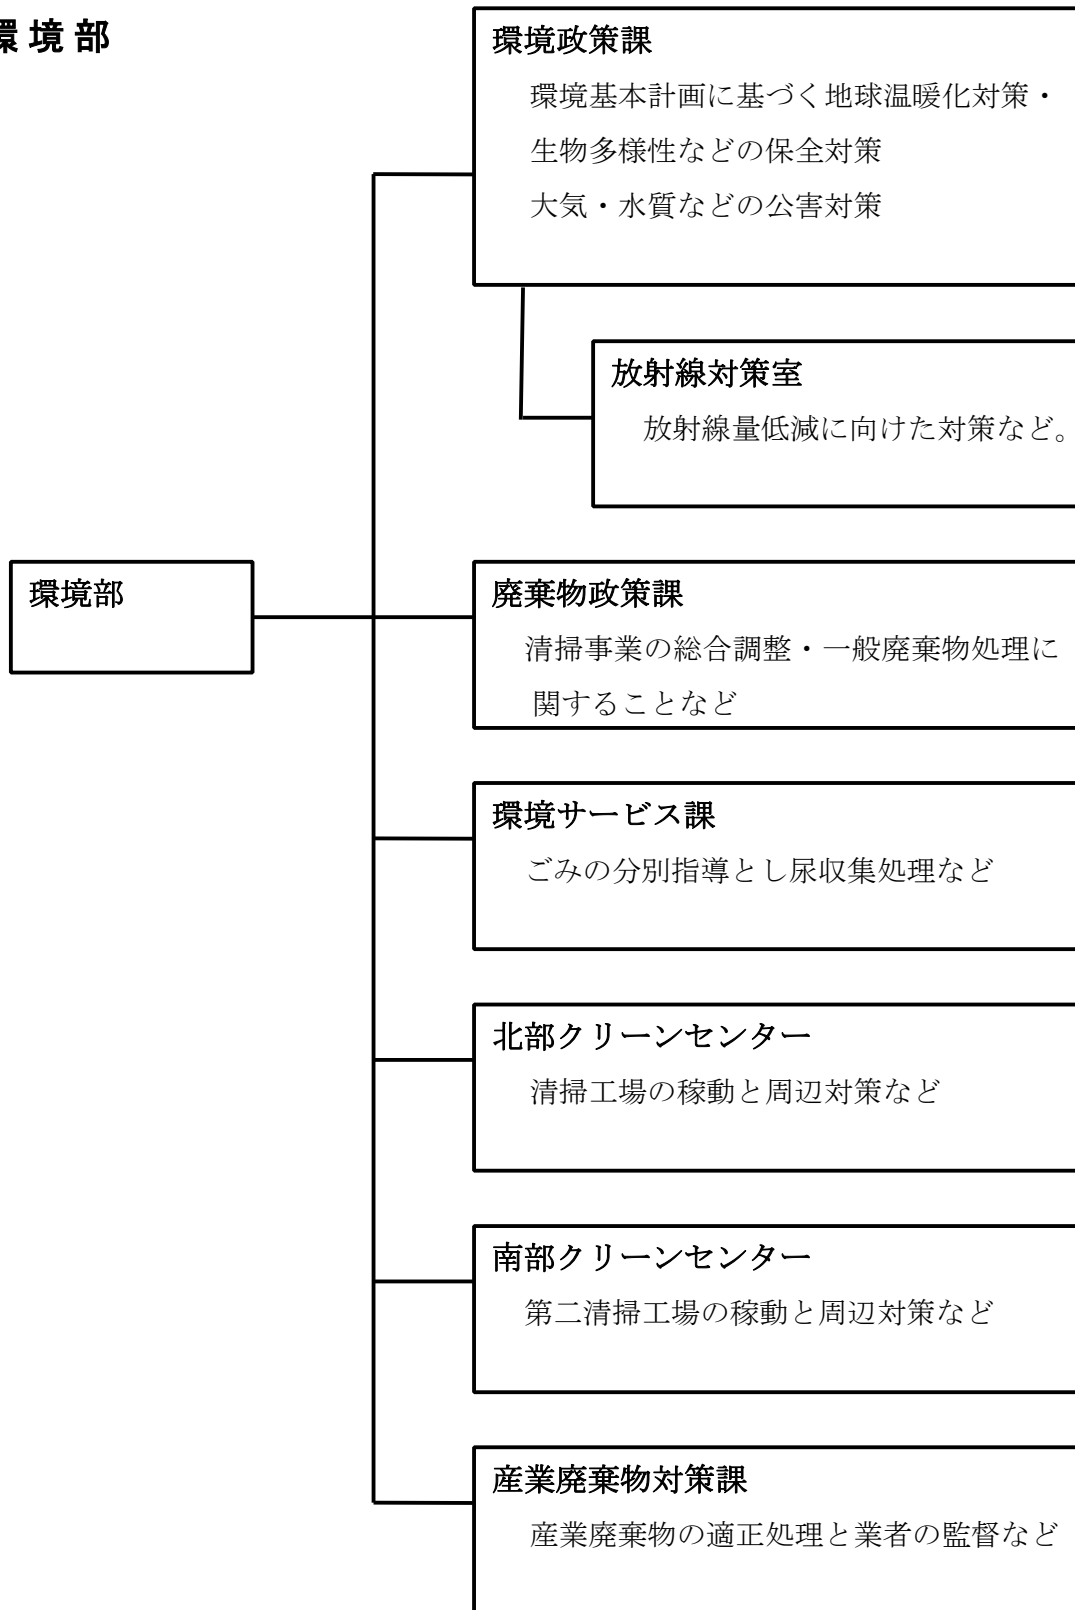 環 境 部
環境政策課
環境基本計画に基づく地球温暖化対策・
生物多様性などの保全対策
大気・水質などの公害対策
放射線対策室
放射線量低減に向けた対策など。
環境部
廃棄物政策課
清掃事業の総合調整・一般廃棄物処理に
関することなど
環境サービス課
ごみの分別指導とし尿収集処理など
北部クリーンセンター
清掃工場の稼動と周辺対策など
南部クリーンセンター
第二清掃工場の稼動と周辺対策など
産業廃棄物対策課
産業廃棄物の適正処理と業者の監督など